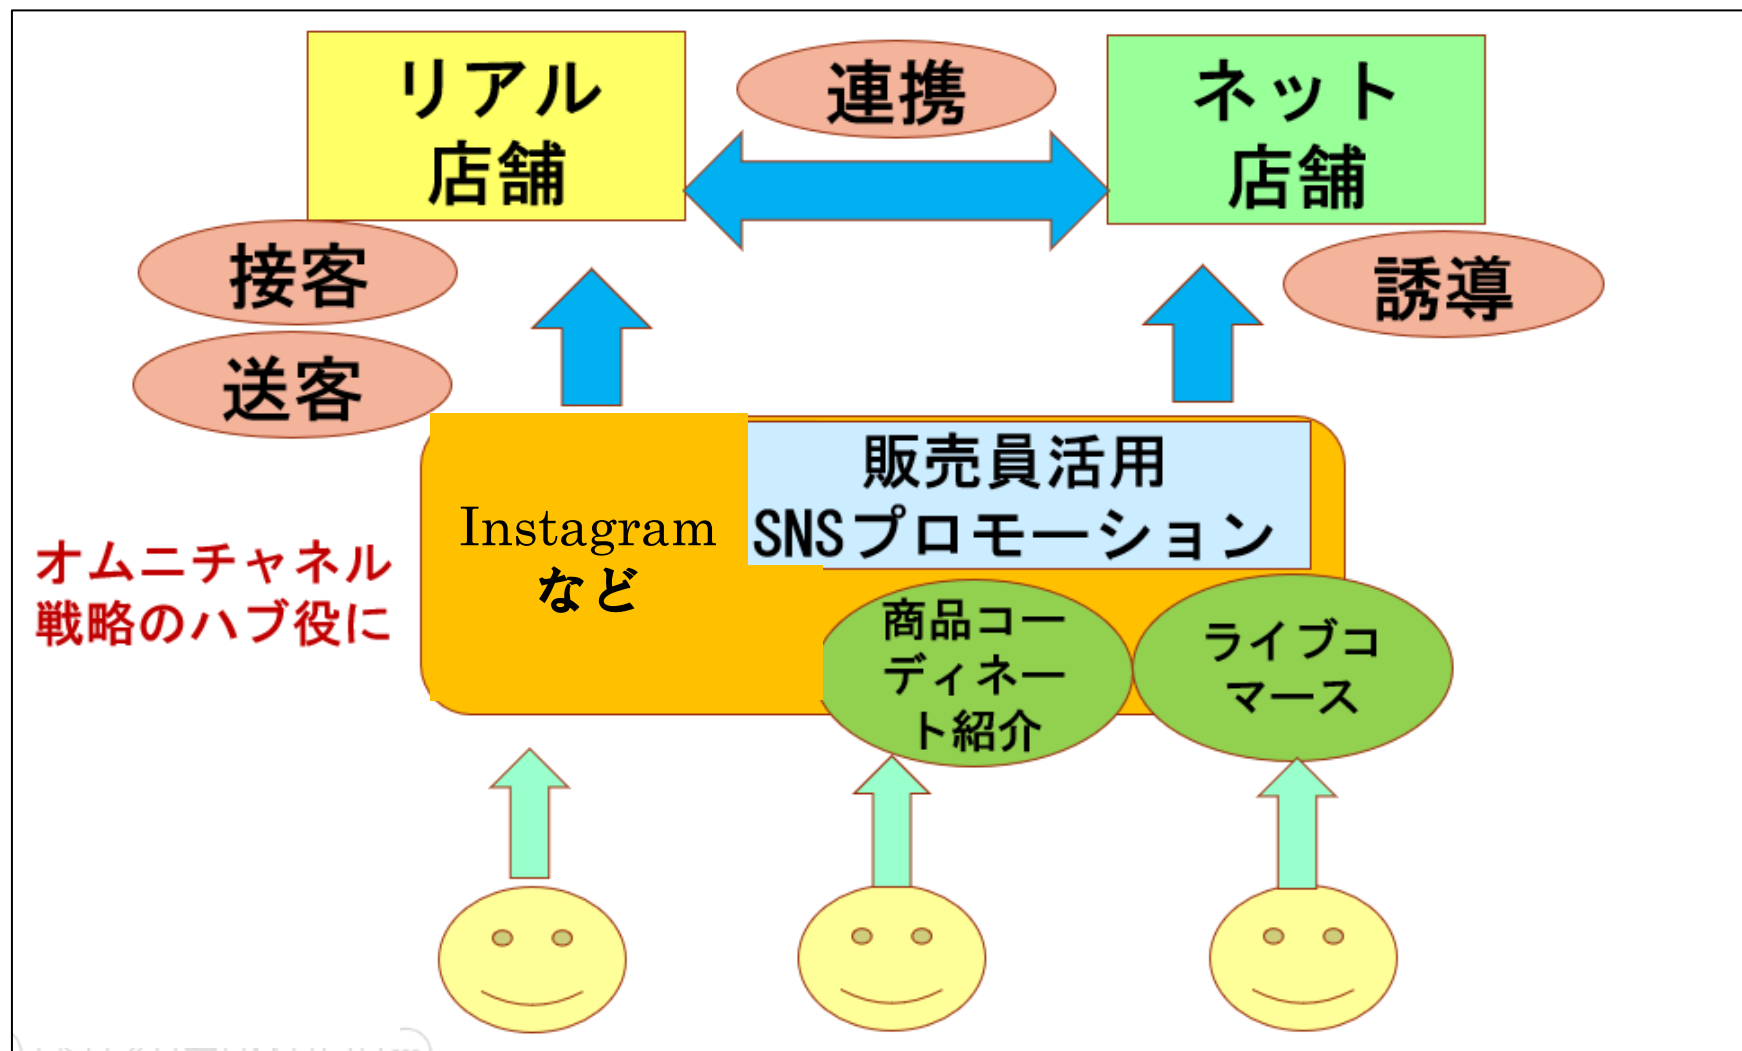 リアル
店舗
連携
ネット
店舗
接客
送客
誘導
Instagram
など
販売員活用
SNSプロモーション
オムニチャネル
戦略のハブ役に
商品コー
ディネー
ト紹介
ライブコ
マース